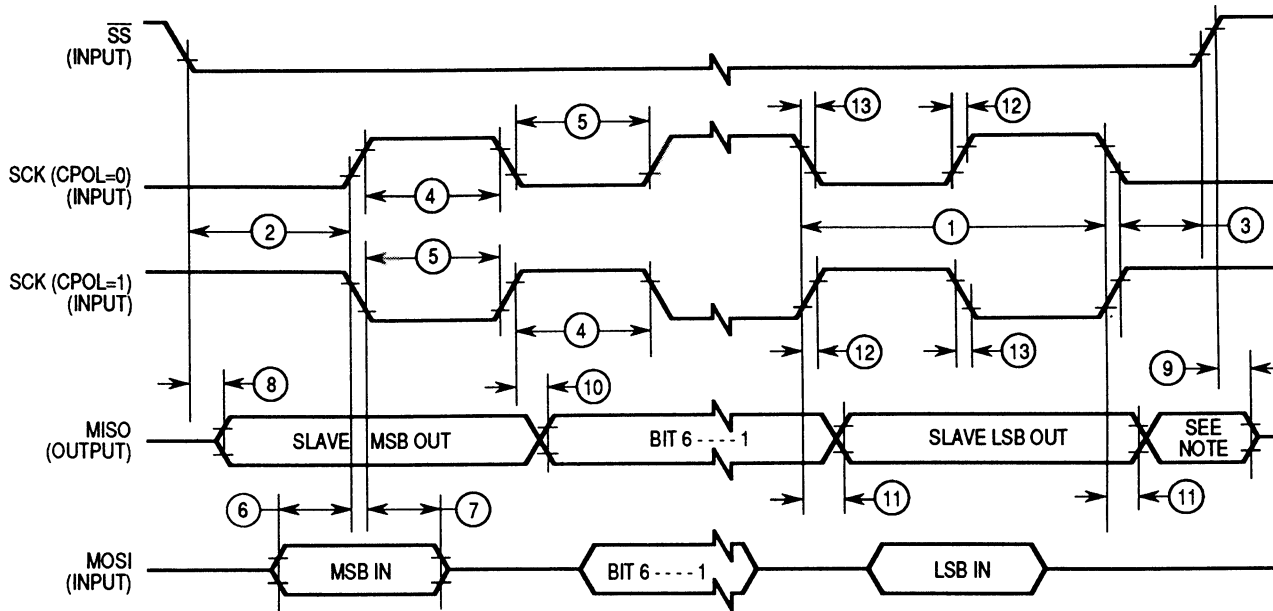 SS
(INPUT)
13
12
5
SCK (CPOL=0)
(INPUT)
4
2
1
3
5
SCK (CPOL=1)
(INPUT)
4
12
13
9
8
10
MISO
(OUTPUT)
SLAVE MSB OUT
BIT 6 - - - - 1
SLAVE LSB OUT
SEE
NOTE
6
7
11
11
MOSI
(INPUT)
MSB IN
BIT 6 - - - - 1
LSB IN